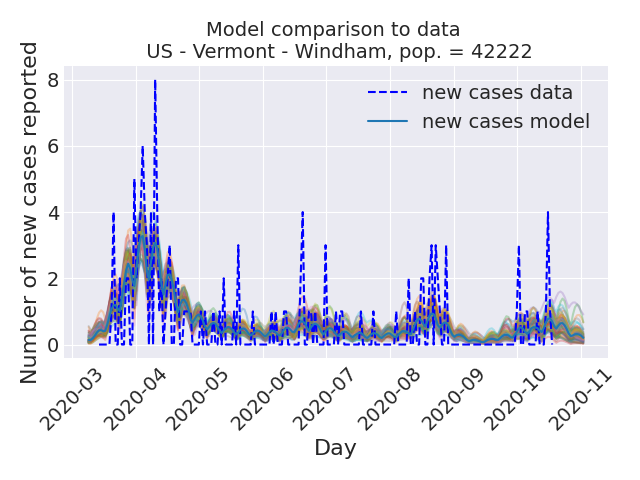 Model comparison to data
US - Vermont - Windham, pop. = 42222
Number of new cases reported
8
6
4
2
0
new cases data
new cases model
2020-03
2020-04
2020-05
2020-06
2020-07
2020-08
2020-09
2020-10
2020-11
Day